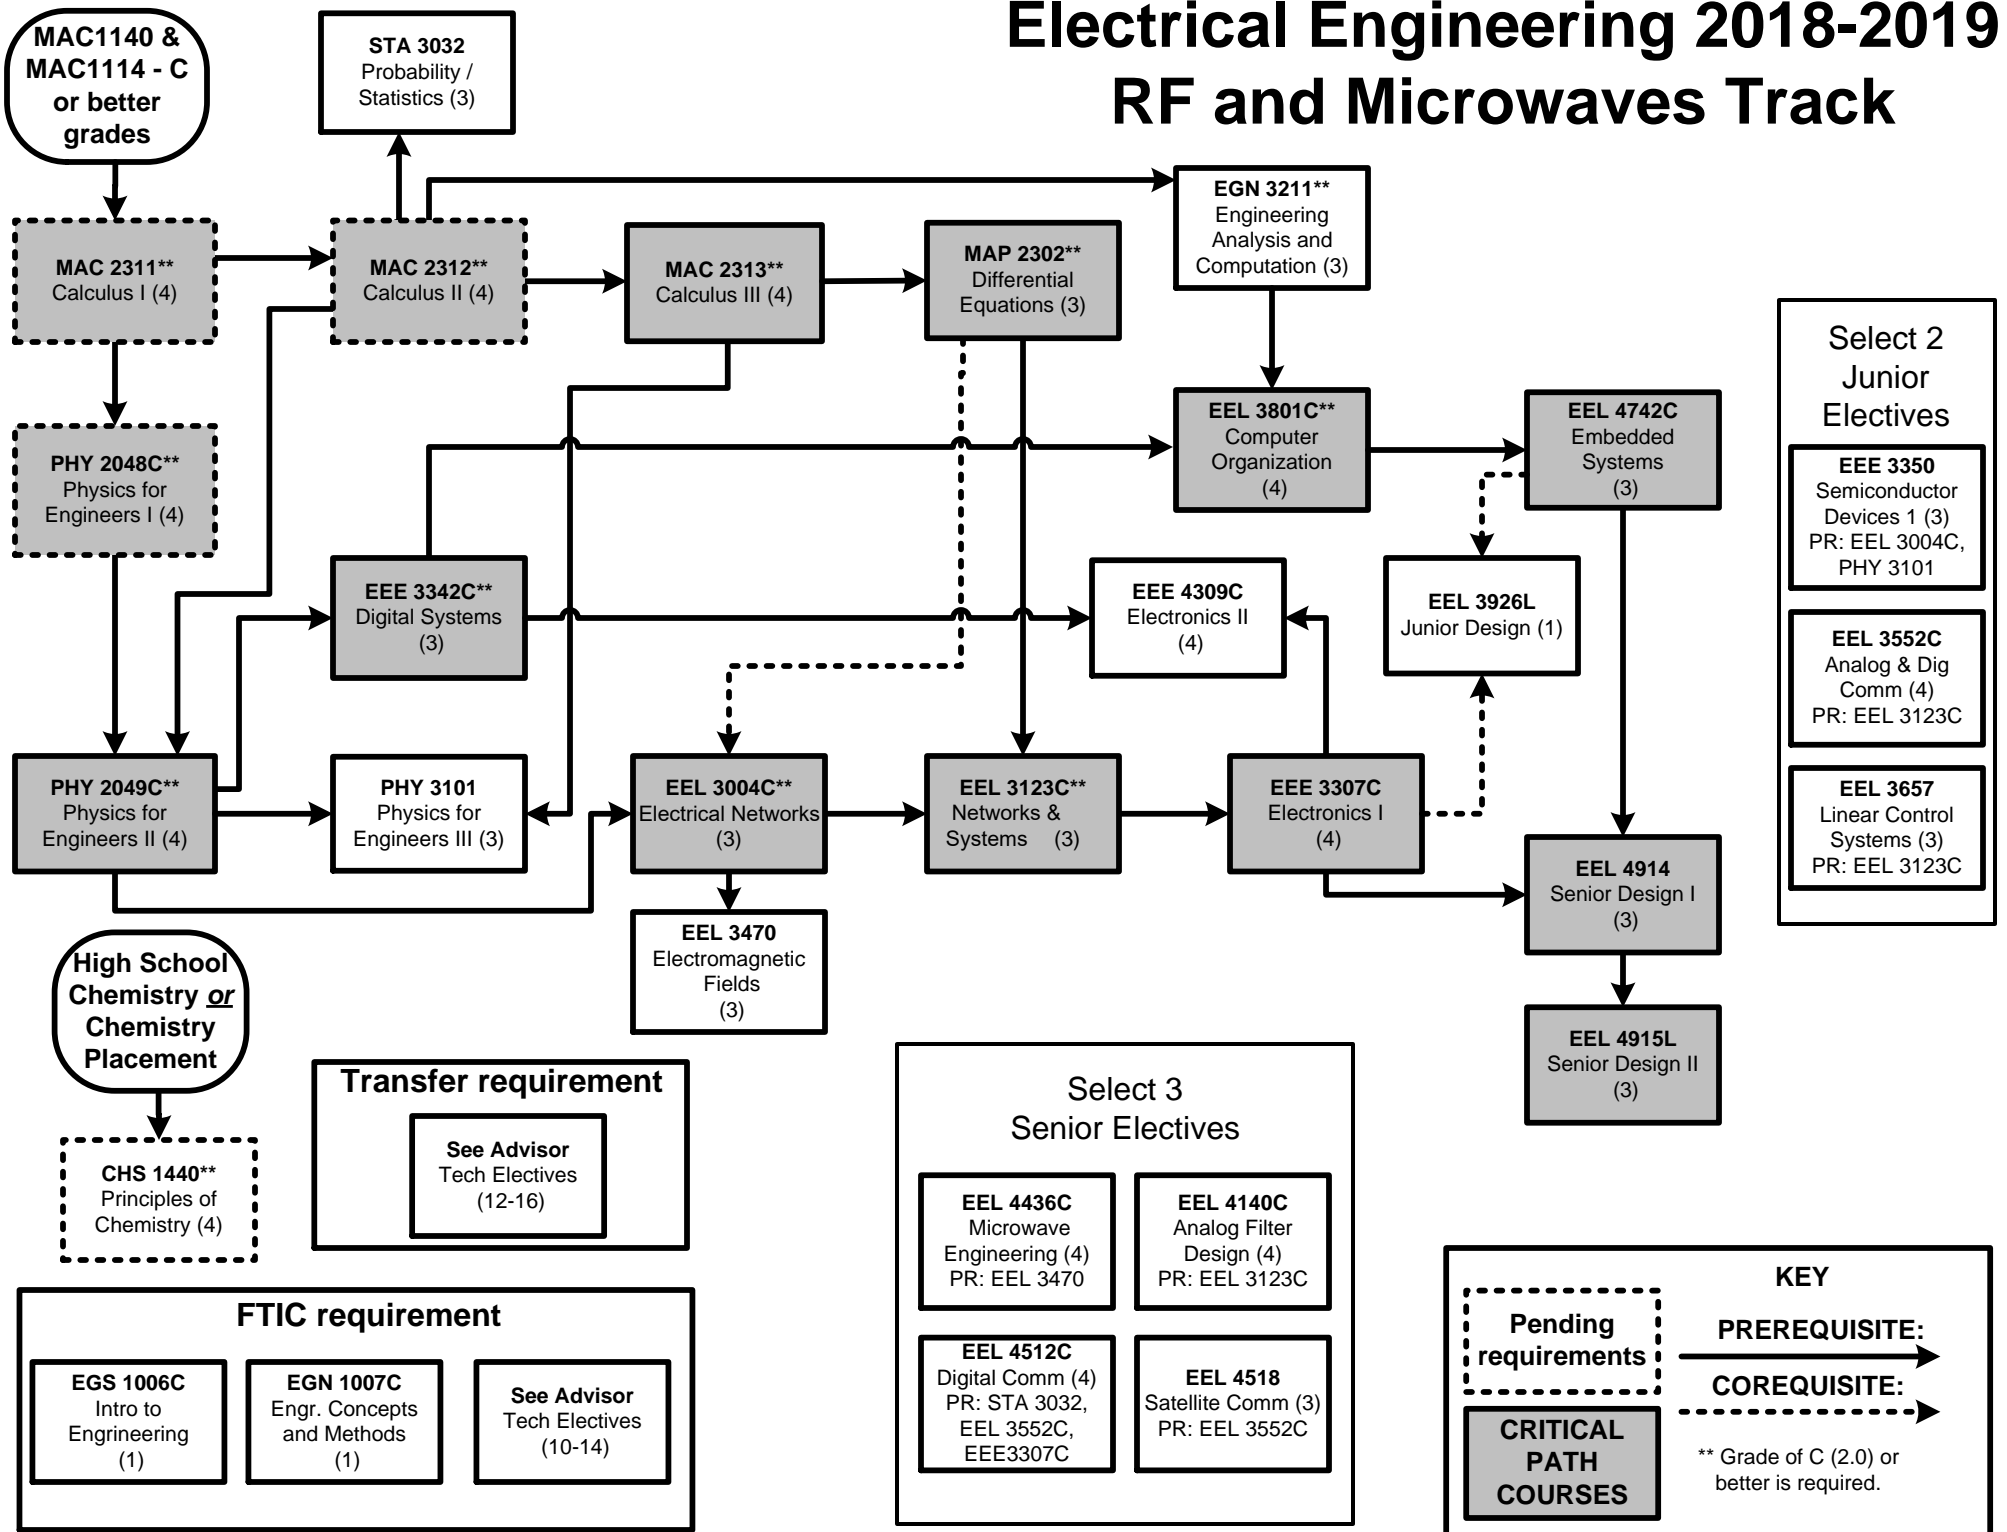 Electrical Engineering 2018-2019
RF and Microwaves Track
MAC1140 &
MAC1114 - C
or better
grades
STA 3032
Probability /
Statistics (3)
EGN 3211**
Engineering
Analysis and
Computation (3)
MAC 2311**
Calculus I (4)
MAC 2312**
Calculus II (4)
MAC 2313**
Calculus III (4)
MAP 2302**
Differential
Equations (3)
PHY 2048C**
Physics for
Engineers I (4)
EEL 3801C**
Computer
Organization
(4)
EEL 4742C
Embedded
Systems
(3)
EEE 3342C**
Digital Systems
(3)
EEE 4309C
Electronics II
(4)
EEL 3926L
Junior Design (1)
PHY 2049C**
Physics for
Engineers II (4)
PHY 3101
Physics for
Engineers III (3)
EEL 3004C**
Electrical Networks
(3)
EEL 3123C**
Networks &
Systems (3)
EEE 3307C
Electronics I
(4)
EEL 4914
Senior Design I
(3)
EEL 3470
Electromagnetic
Fields
(3)
EEL 4915L
Senior Design II
(3)
Select 2
Junior
Electives
EEE 3350
Semiconductor
Devices 1 (3)
PR: EEL 3004C,
PHY 3101
EEL 3552C
Analog & Dig
Comm (4)
PR: EEL 3123C
EEL 3657
Linear Control
Systems (3)
PR: EEL 3123C
High School
Chemistry or
Chemistry
Placement
CHS 1440**
Principles of
Chemistry (4)
Transfer requirement
See Advisor
Tech Electives
(12-16)
FTIC requirement
EGS 1006C
Intro to
Engrineering
(1)
EGN 1007C
Engr. Concepts
and Methods
(1)
See Advisor
Tech Electives
(10-14)
Select 3
Senior Electives
EEL 4436C
Microwave
Engineering (4)
PR: EEL 3470
EEL 4140C
Analog Filter
Design (4)
PR: EEL 3123C
EEL 4512C
Digital Comm (4)
PR: STA 3032,
EEL 3552C,
EEE3307C
EEL 4518
Satellite Comm (3)
PR: EEL 3552C
KEY
Pending
requirements
PREREQUISITE:
COREQUISITE:
CRITICAL
PATH
COURSES
** Grade of C (2.0) or
better is required.